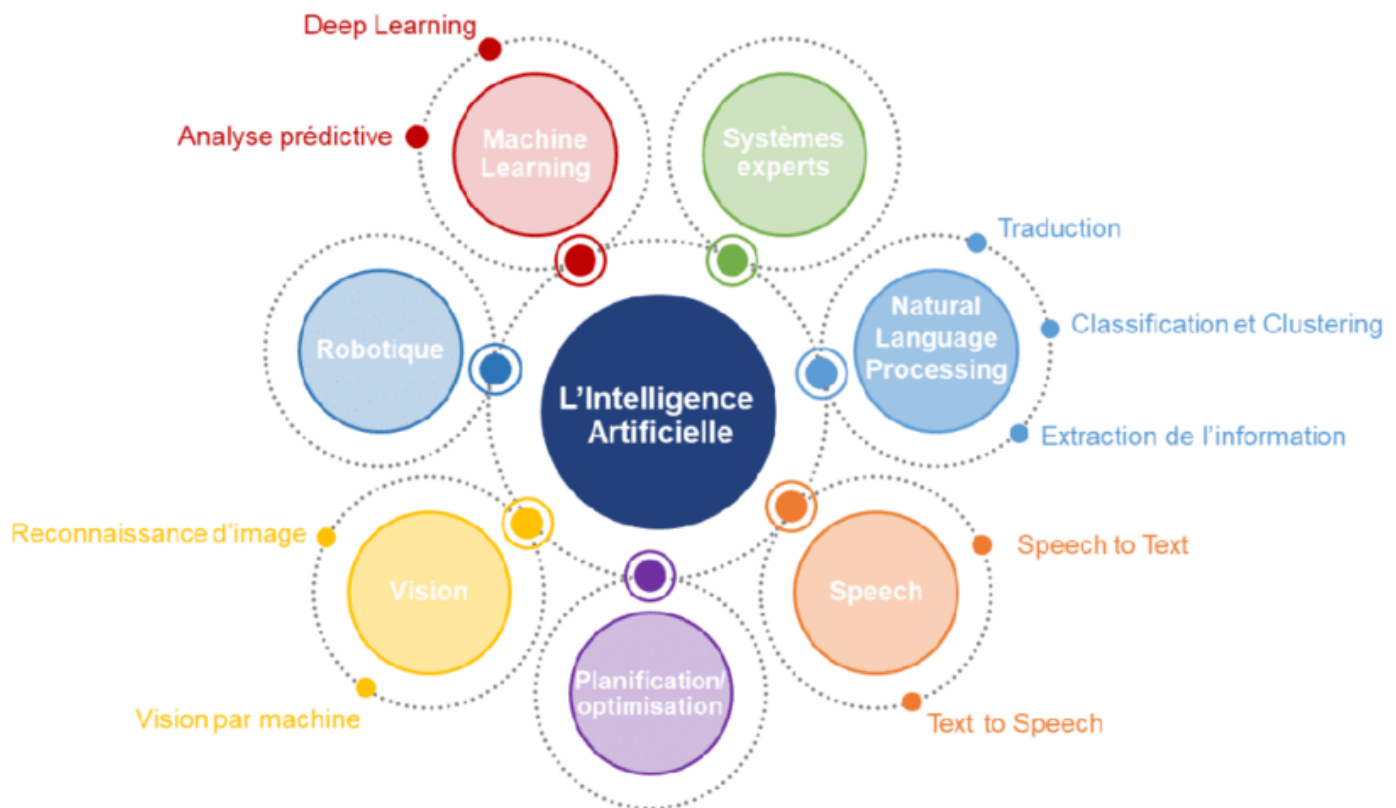 Deep Learning
Analyse prédictive
Machine
Learning
Systèmes
experts
Traduction
Natural
Language
Processing
Classification et Clustering
Extraction de l'information
Robotique
L'Intelligence
Artificielle
Reconnaissance d'image
Vision
Vision par machine
Planification/
optimisation
Speech
Speech to Text
Text to Speech